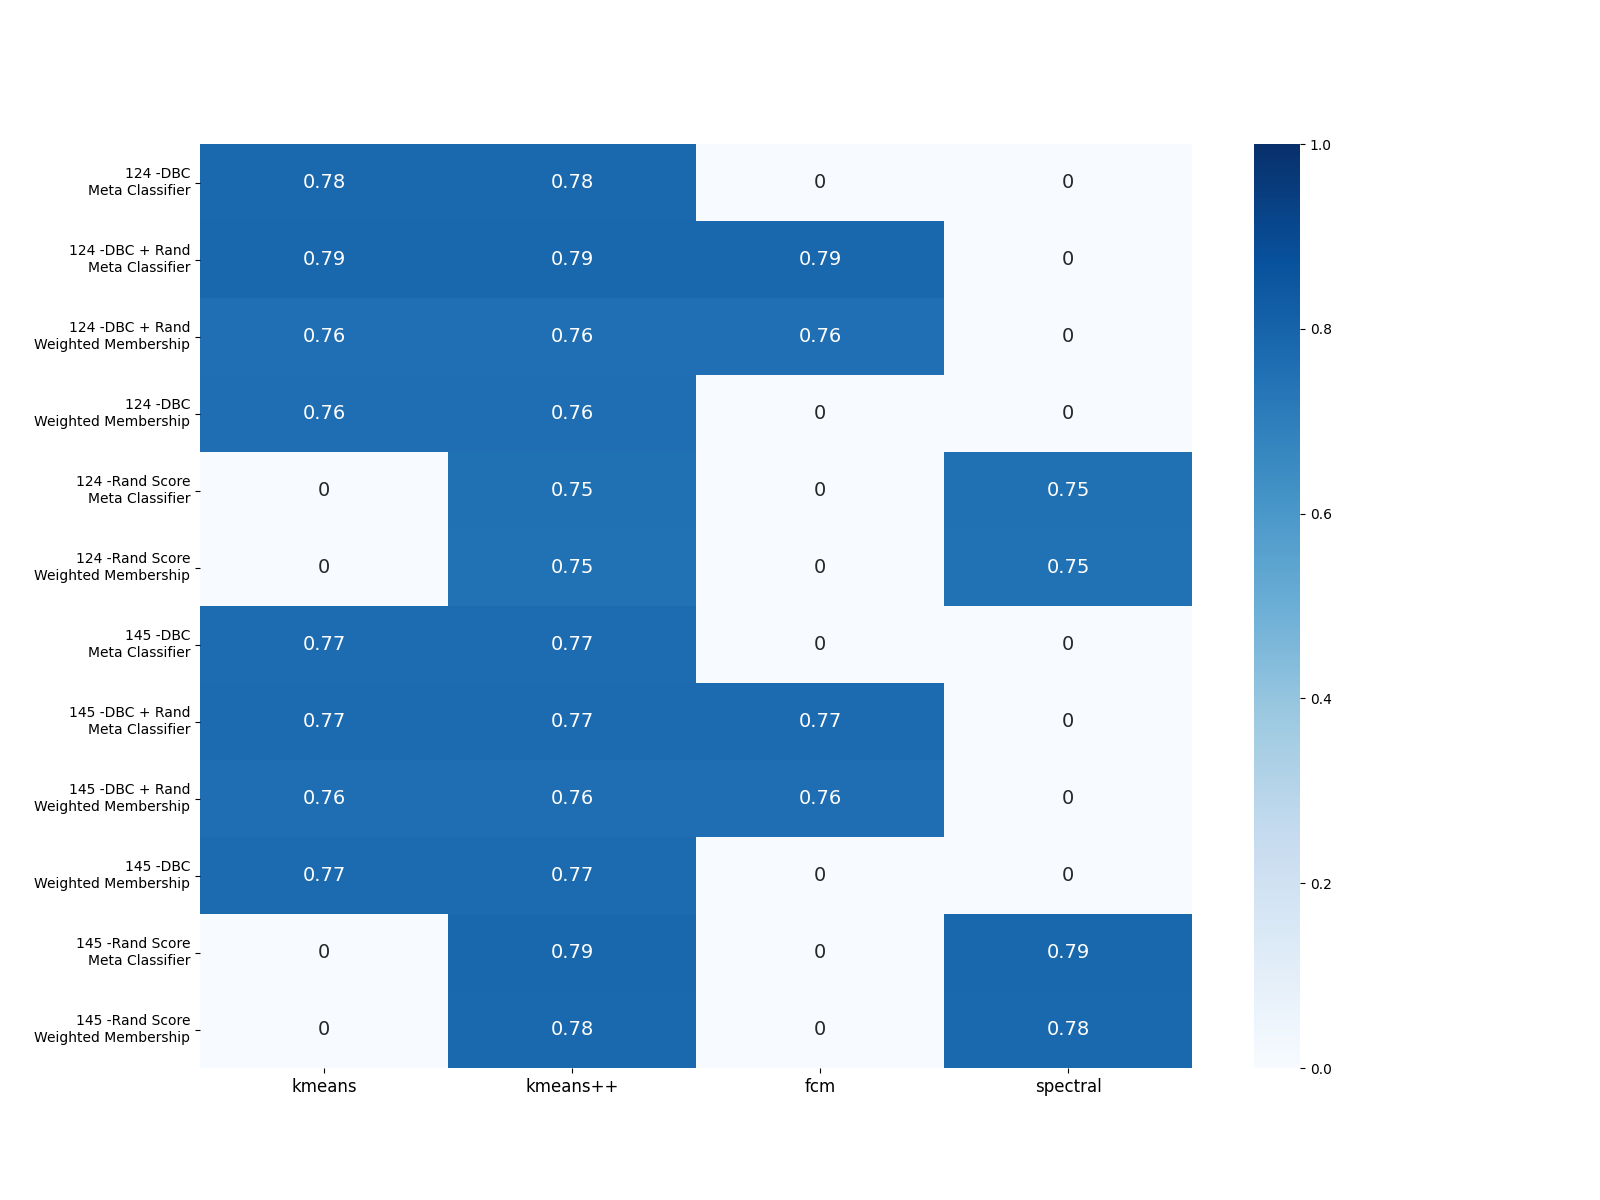 124 -DBC
Meta Classifier
0.78 0.78 0 0
124 -DBC + Rand
Meta Classifier
0.79 0.79 0.79 0
124 -DBC + Rand
Weighted Membership
0.76 0.76 0.76 0
124 -DBC
Weighted Membership
0.76 0.76 0 0
124 -Rand Score
Meta Classifier
0 0.75 0 0.75
124 -Rand Score
Weighted Membership
0 0.75 0 0.75
145 -DBC
Meta Classifier
0.77 0.77 0 0
145 -DBC + Rand
Meta Classifier
0.77 0.77 0.77 0
145 -DBC + Rand
Weighted Membership
0.76 0.76 0.76 0
145 -DBC
Weighted Membership
0.77 0.77 0 0
145 -Rand Score
Meta Classifier
0 0.79 0 0.79
145 -Rand Score
Weighted Membership
0 0.78 0 0.78
kmeans kmeans++ fcm spectral
1.0
0.8
0.6
0.4
0.2
0.0